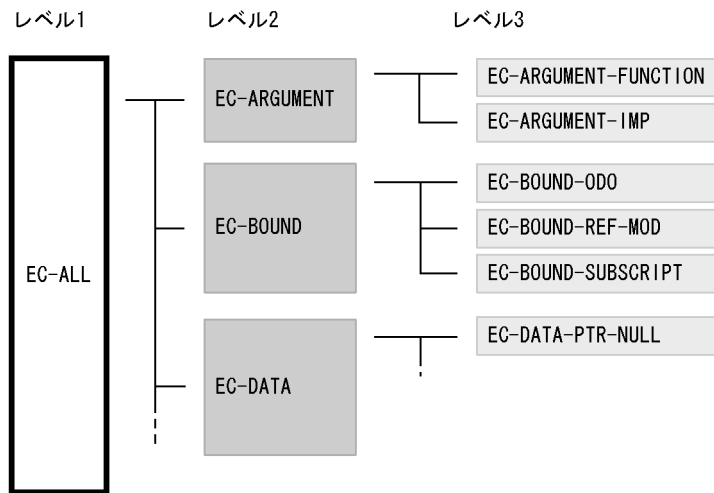 レベル1 レベル2 レベル3
EC-ALL
EC-ARGUMENT
EC-ARGUMENT-FUNCTION
EC-ARGUMENT-IMP
EC-BOUND
EC-BOUND-ODO
EC-BOUND-REF-MOD
EC-BOUND-SUBSCRIPT
EC-DATA
EC-DATA-PTR-NULL